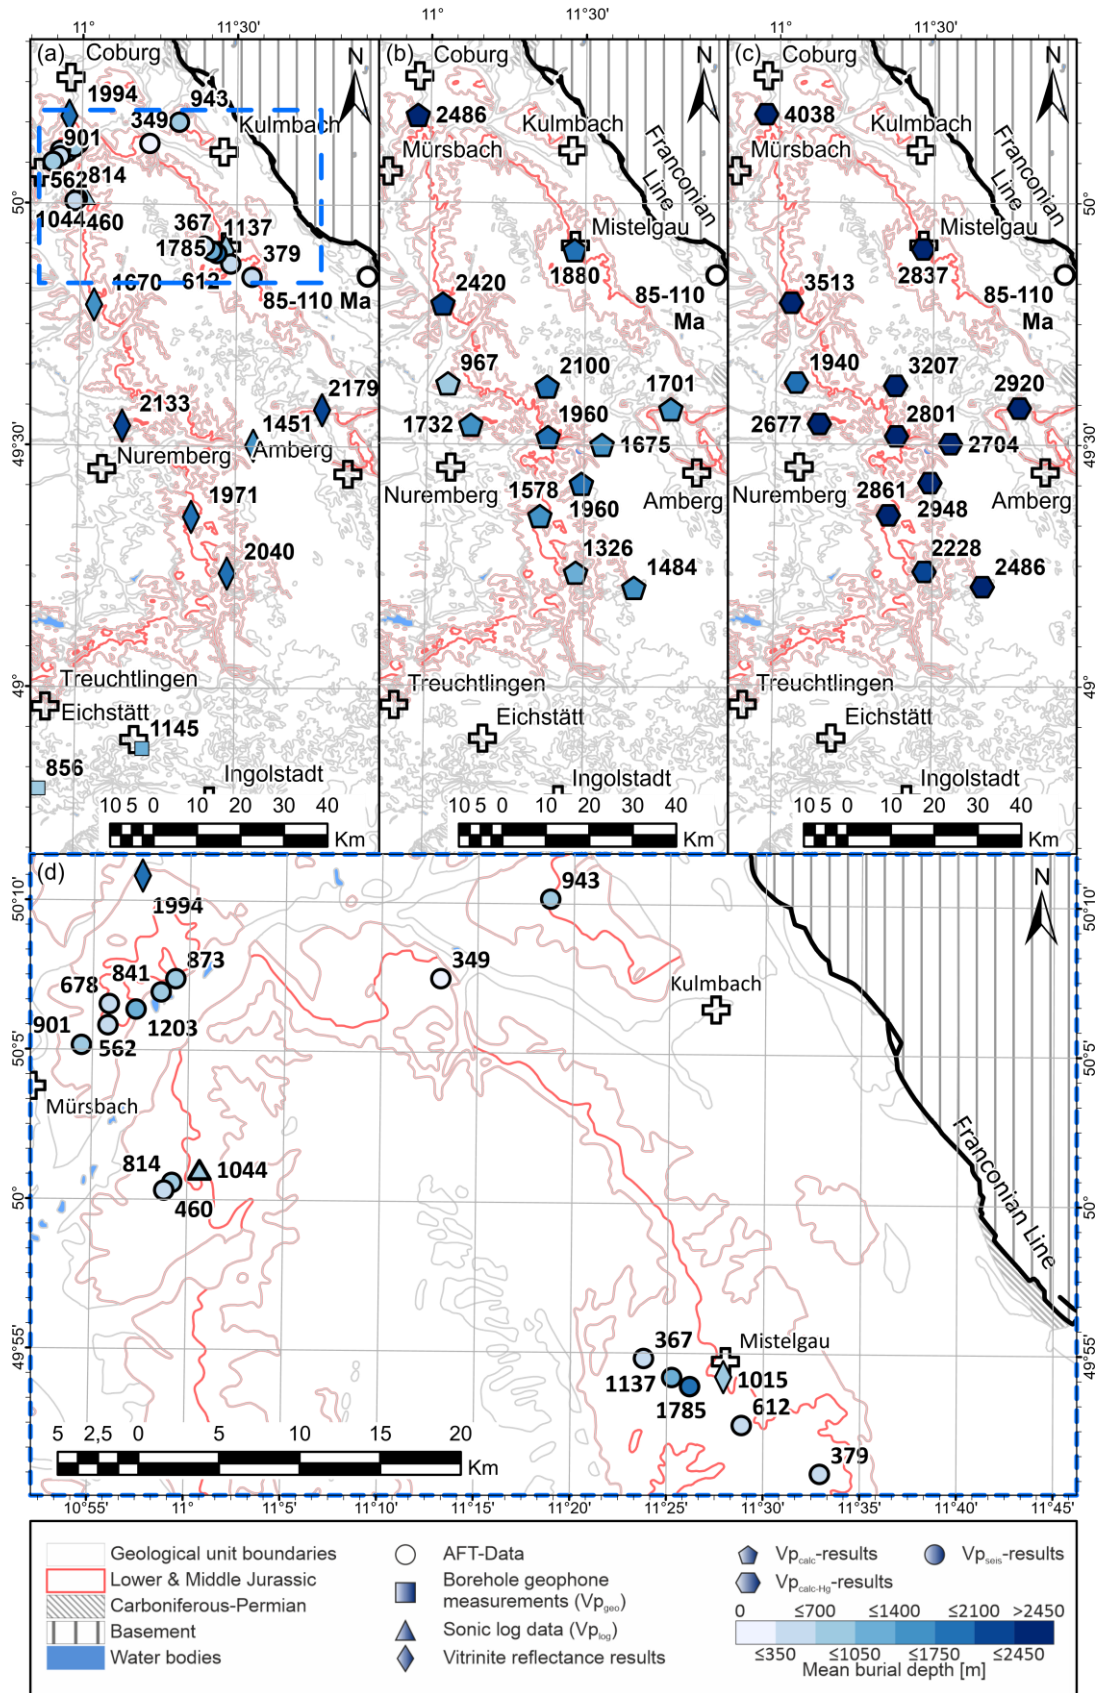 11° 11°30' 11° 11°30' 11° 11°30'
(a) Coburg N (b) Coburg N (c) Coburg N
1994
943
349 Kulmbach
901
562 814
1044 460
367 1137
1785 379
612
1670 85-110 Ma
2179
2133 1451
Nuremberg Amberg
1971
2040
Treuchtlingen
Eichstätt
1145
856
Ingolstadt
10 5 0 10 20 30 40
Km
2486
Kulmbach
Mürsbach
Franconian Line
Mistelgau
1880
2420 85-110
Ma
967 2100 1701
1732 1960
1675
Nuremberg 1578 Amberg
1960
1326
1484
Treuchtlingen
Eichstätt
Ingolstadt
10 5 0 10 20 30 40
Km
4038
Kulmbach
Mürsbach
Franconian Line
Mistelgau
2837
3513 85-110
Ma
1940 3207 2920
2677 2801
2704
Nuremberg 2861 Amberg
2948
2228
2486
Treuchtlingen
Eichstätt
Ingolstadt
10 5 0 10 20 30 40
Km
50° 50°
49°30' 49°30'
49° 49°
(d)
N
50°10' 50°10'
1994 943
841 873
678 349
Kulmbach
901 1203
562
50°5' 50°5'
Mürsbach
814 1044
460
50° 50°
Franconian Line
49°55' 49°55'
367 Mistelgau
1137 1015
1785 612
379
5 2,5 0 5 10 15 20
Km
10°55' 11° 11°5' 11°10' 11°15' 11°20' 11°25' 11°30' 11°35' 11°40' 11°45'
Geological unit boundaries
Lower & Middle Jurassic
Carboniferous-Permian
Basement
Water bodies
AFT-Data
Borehole geophone
measurements (Vpgeo)
Sonic log data (Vplog)
Vitrinite reflectance results
Vpcalc-results Vpseis-results
Vpcalc-Hg-results
0 ≤700 ≤1400 ≤2100 >2450
≤350 ≤1050 ≤1750 ≤2450
Mean burial depth [m]